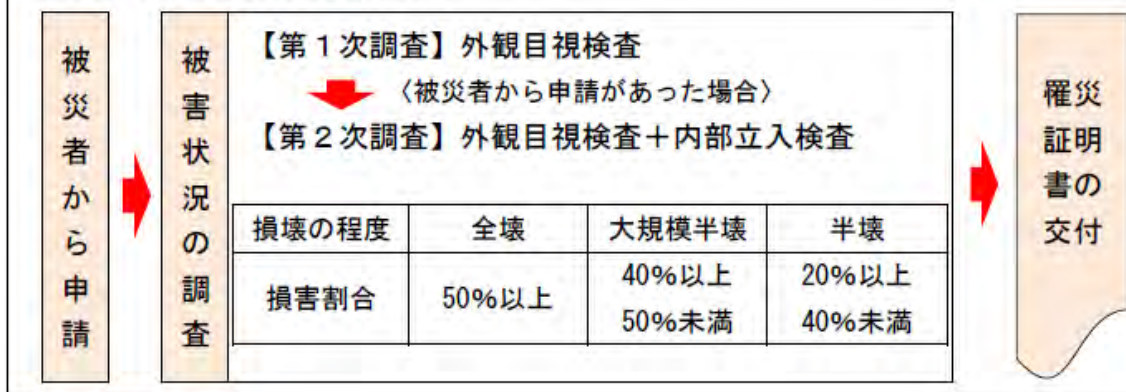 被災者から申請
被害状況の調査
【第1次調査】外観目視検査
〈被災者から申請があった場合〉
【第2次調査】外観目視検査+内部立入検査
損壊の程度 全壊 大規模半壊 半壊
損害割合 50%以上 40%以上 20%以上
50%未満 40%未満
罹災
証明
書の
交付